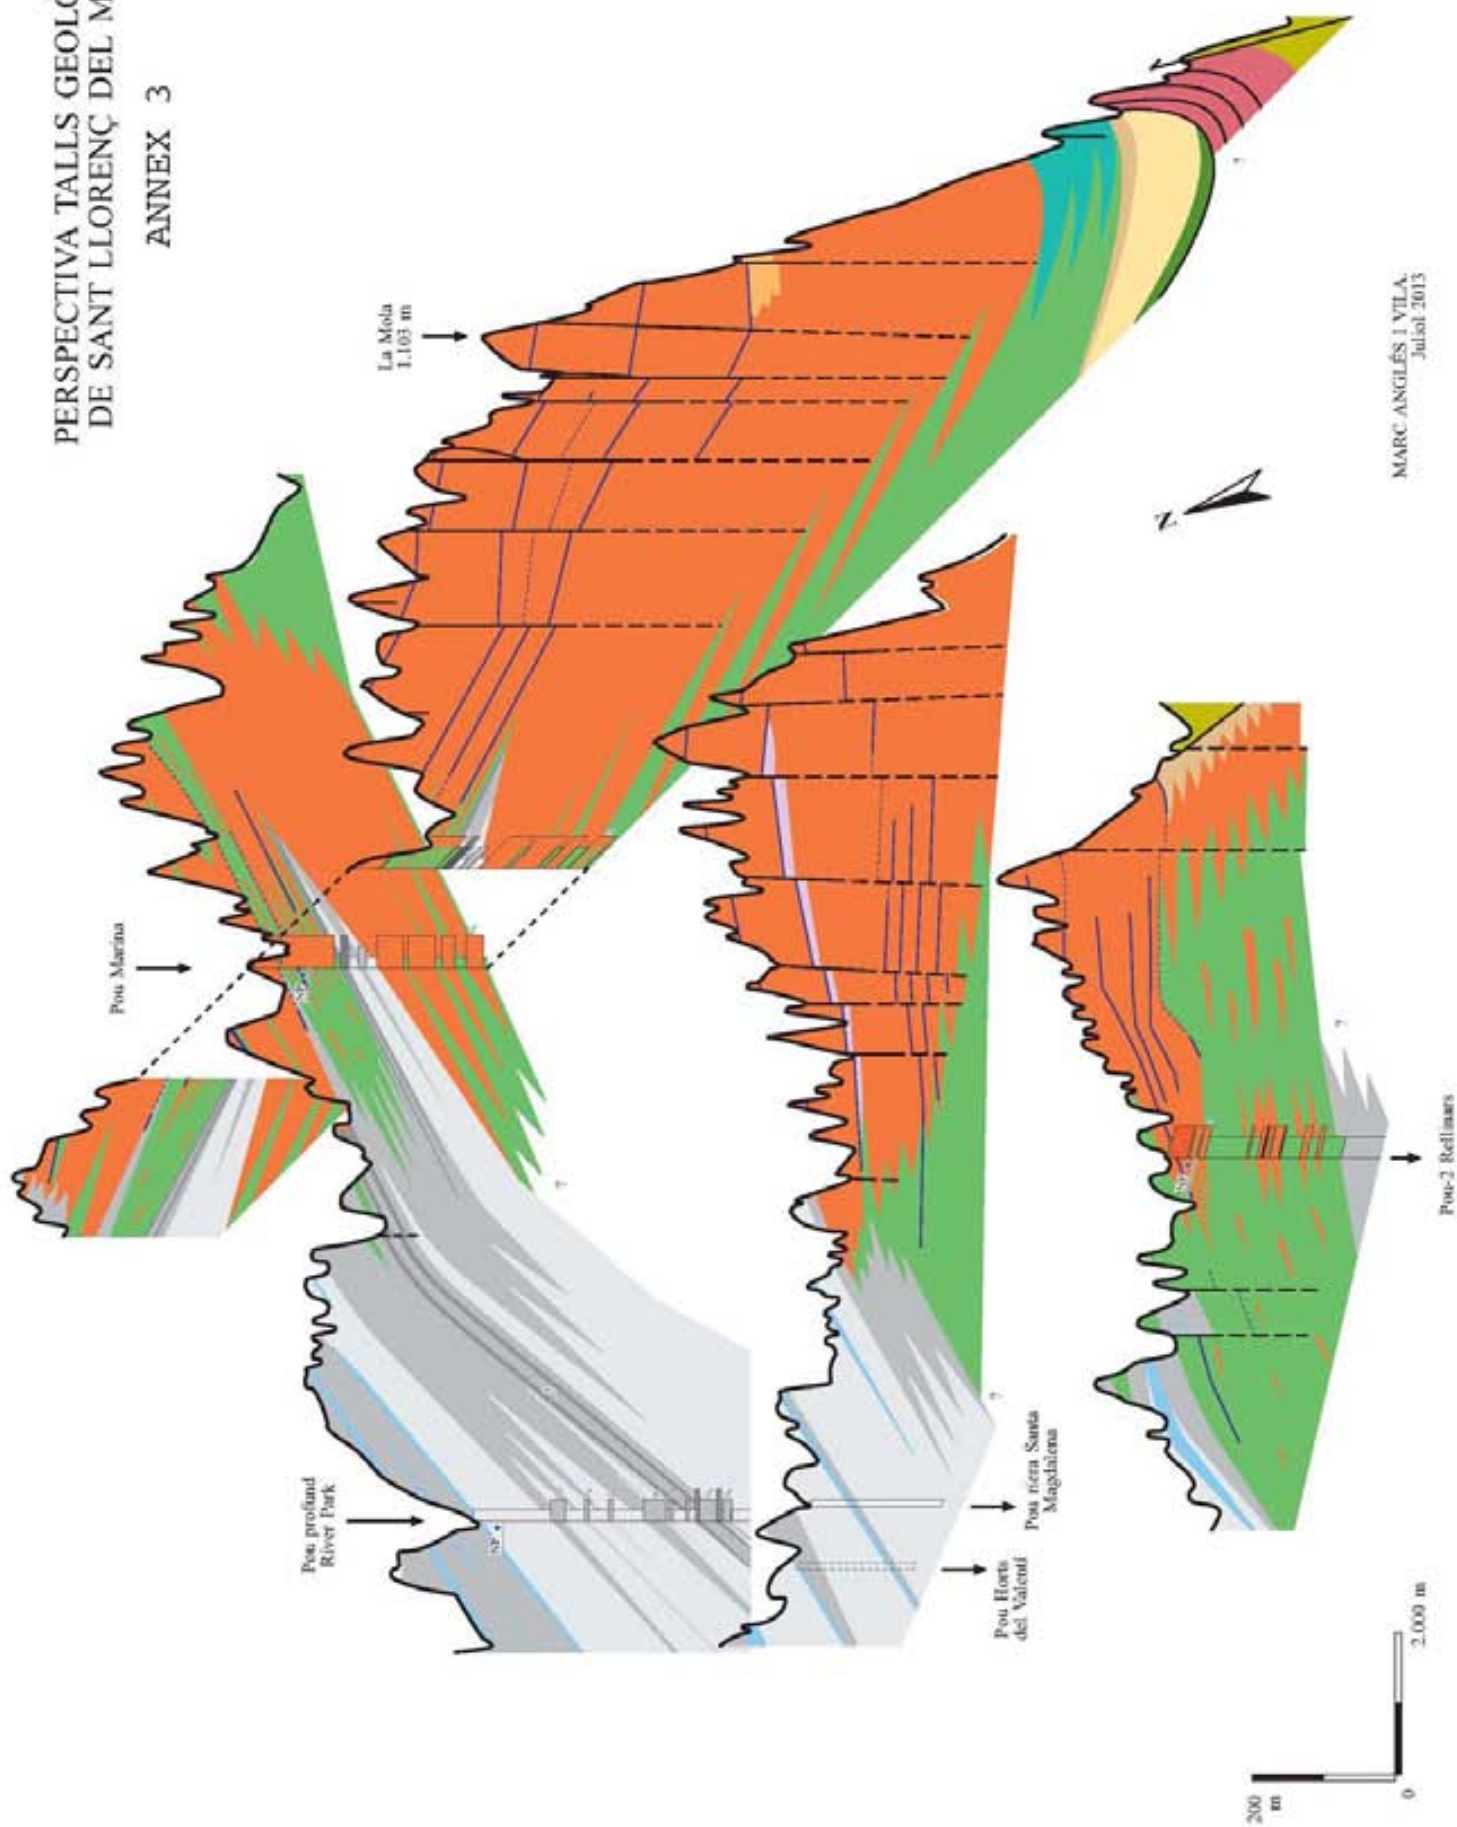 PERSPECTIVA TALLS GEOLÒ
DE SANT LLORENÇ DEL M
ANNEX 3
La Mola
1.103 m
Pou Marina
Pou profund
River Park
NP
Pou riera Santa
Magdalena
Pou Horts
del Valentí
Pou-2 Rellinars
N
?
?
?
?
MARC ANGLÈS I VILA.
Juliol 2013
200
m
0
2.000 m